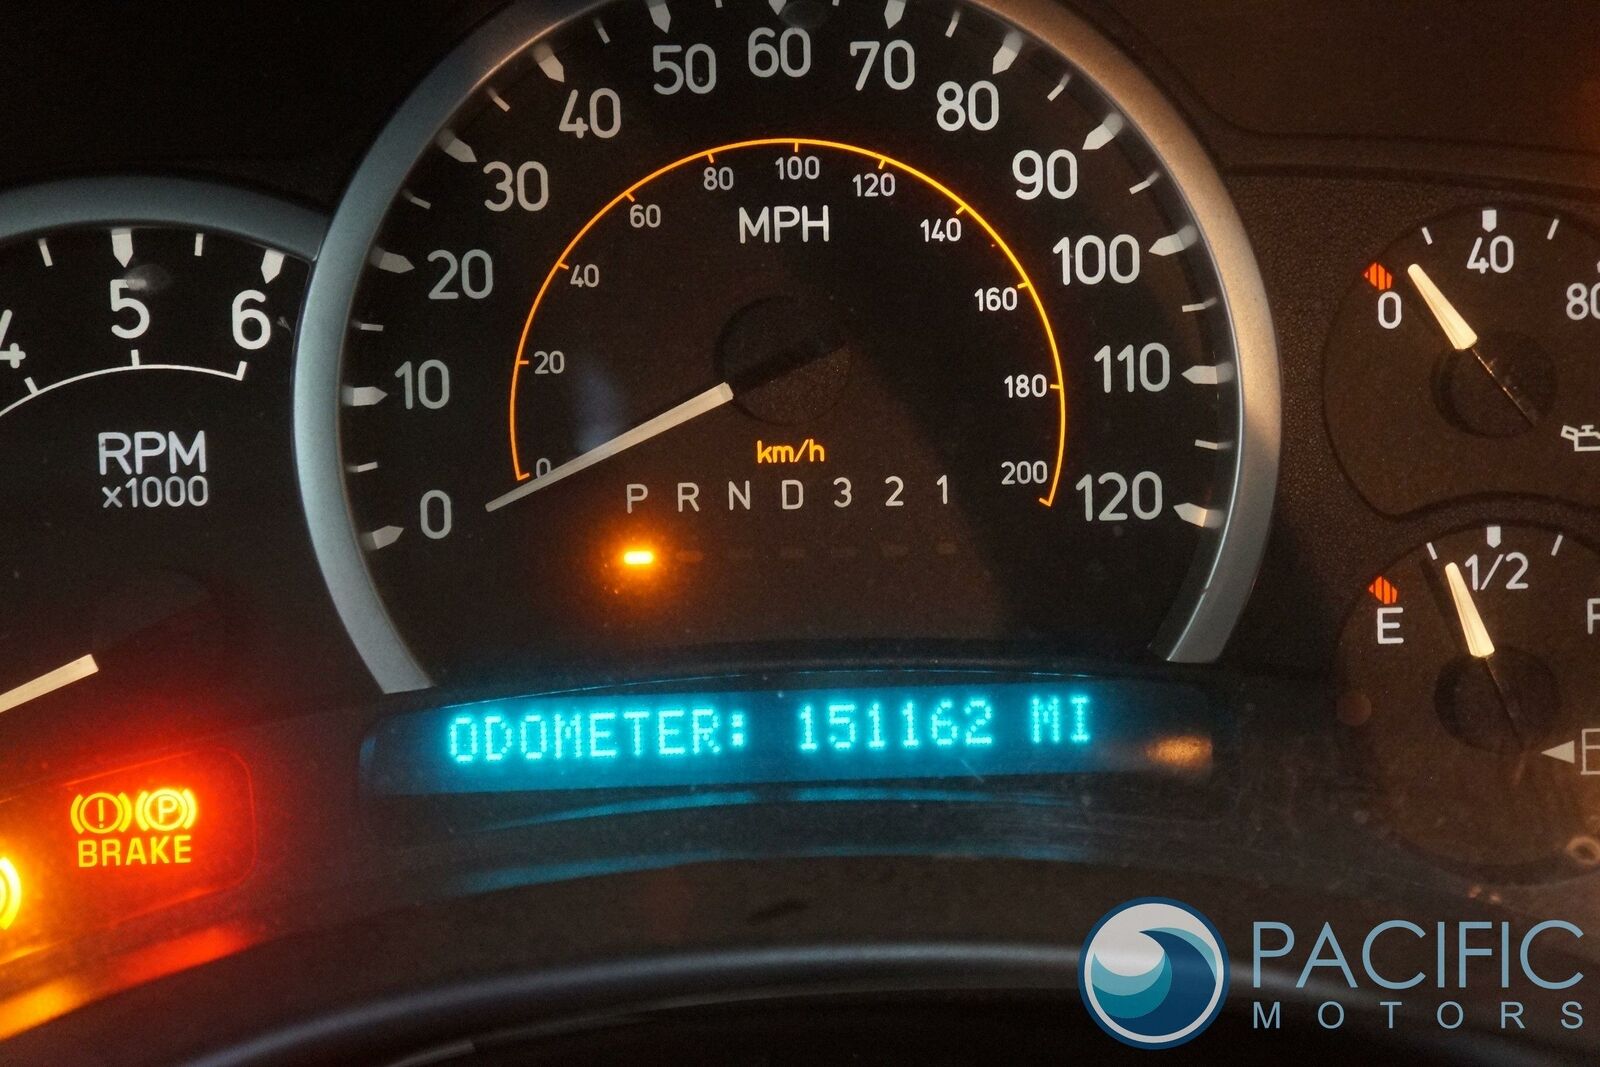 50 60 70
40 80
30 90
20 100
10 110
0 120
80 100 120
60 140
40 160
20 180
0 200
MPH
km/h
P R N D 3 2 1
4 5 6
RPM
x1000
0 40 80
E 1/2 F
ODOMETER: 151162 MI
(!) (P)
BRAKE
PACIFIC
MOTORS